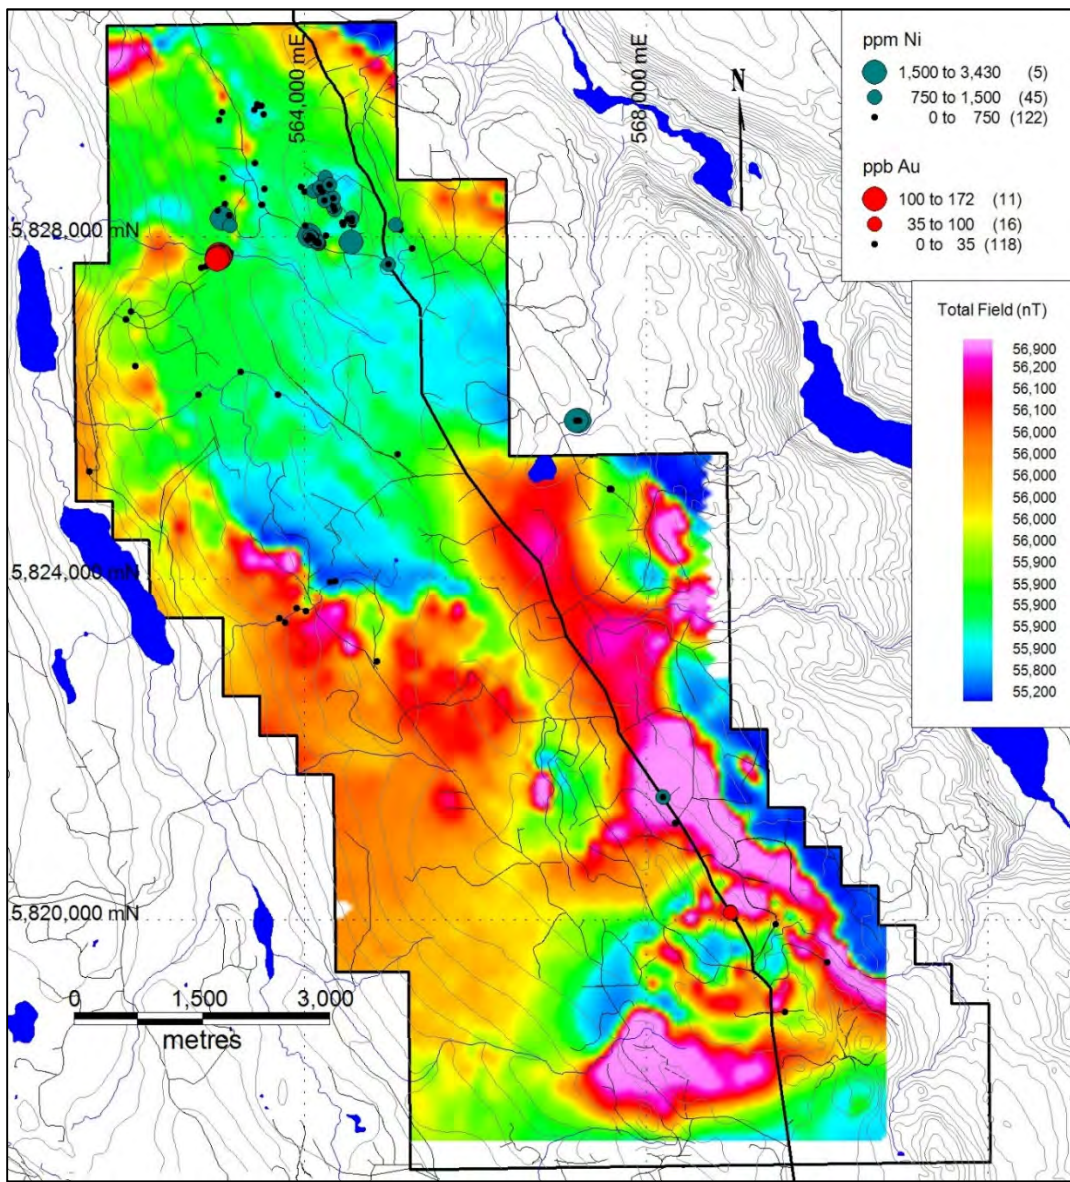 564,000 mE
568,000 mE
N
ppm Ni
1,500 to 3,430 (5)
750 to 1,500 (45)
0 to 750 (122)
ppb Au
100 to 172 (11)
35 to 100 (16)
0 to 35 (118)
5,828,000 mN
Total Field (nT)
56,900
56,200
56,100
56,100
56,000
56,000
56,000
56,000
56,000
55,900
55,900
55,900
55,900
55,900
55,800
55,200
5,824,000 mN
5,820,000 mN
0 1,500 3,000
metres